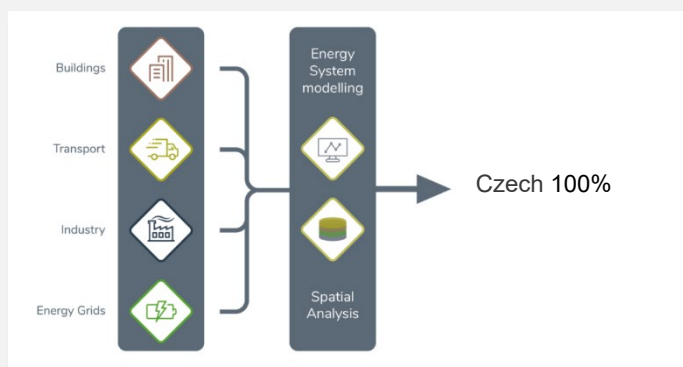 Buildings
Transport
Industry
Energy Grids
Energy
System
modelling
Spatial
Analysis
Czech 100%